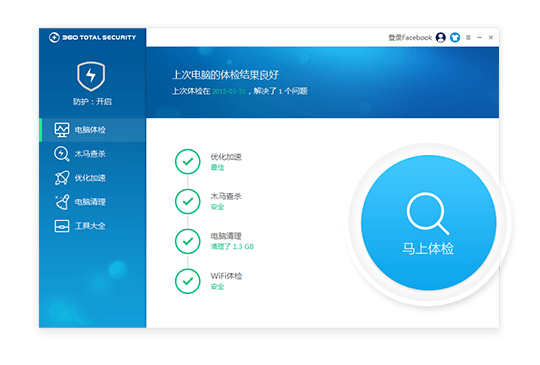 360 TOTAL SECURITY
登录Facebook
防护：开启
电脑体检
木马查杀
优化加速
电脑清理
工具大全
上次电脑的体检结果良好
上次体检在 2015-01-31，解决了 1 个问题
优化加速
最佳
木马查杀
安全
电脑清理
清理了 1.3 GB
WiFi体检
安全
马上体检